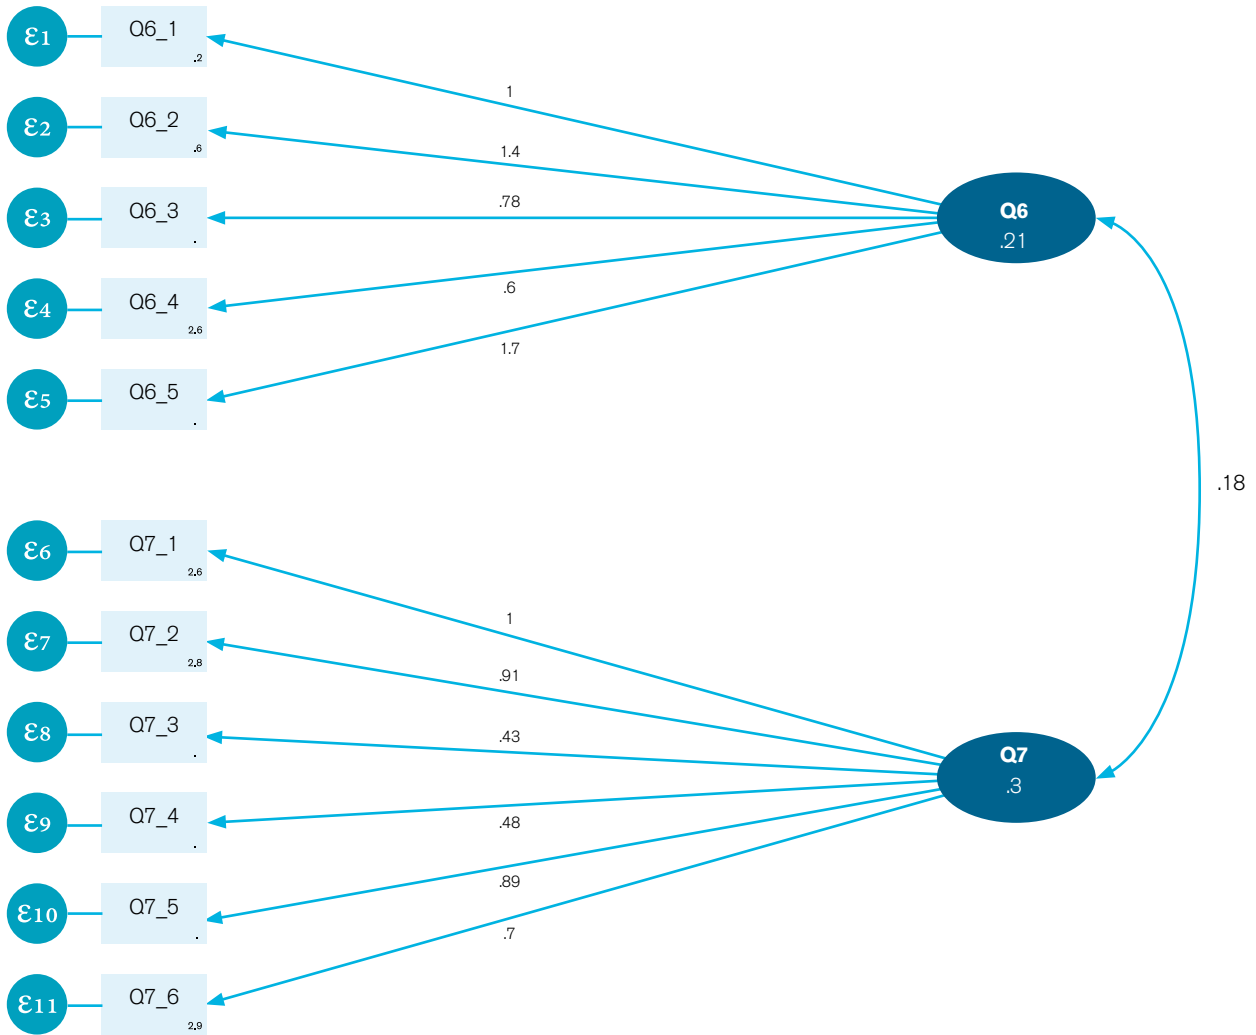 ε1
Q6_1
.2
1
ε2
Q6_2
.6
1.4
ε3
Q6_3
.
.78
Q6
.21
ε4
Q6_4
2.6
.6
ε5
Q6_5
.
1.7
.18
ε6
Q7_1
2.6
1
ε7
Q7_2
2.8
.91
ε8
Q7_3
.
.43
Q7
.3
ε9
Q7_4
.
.48
ε10
Q7_5
.
.89
ε11
Q7_6
2.9
.7